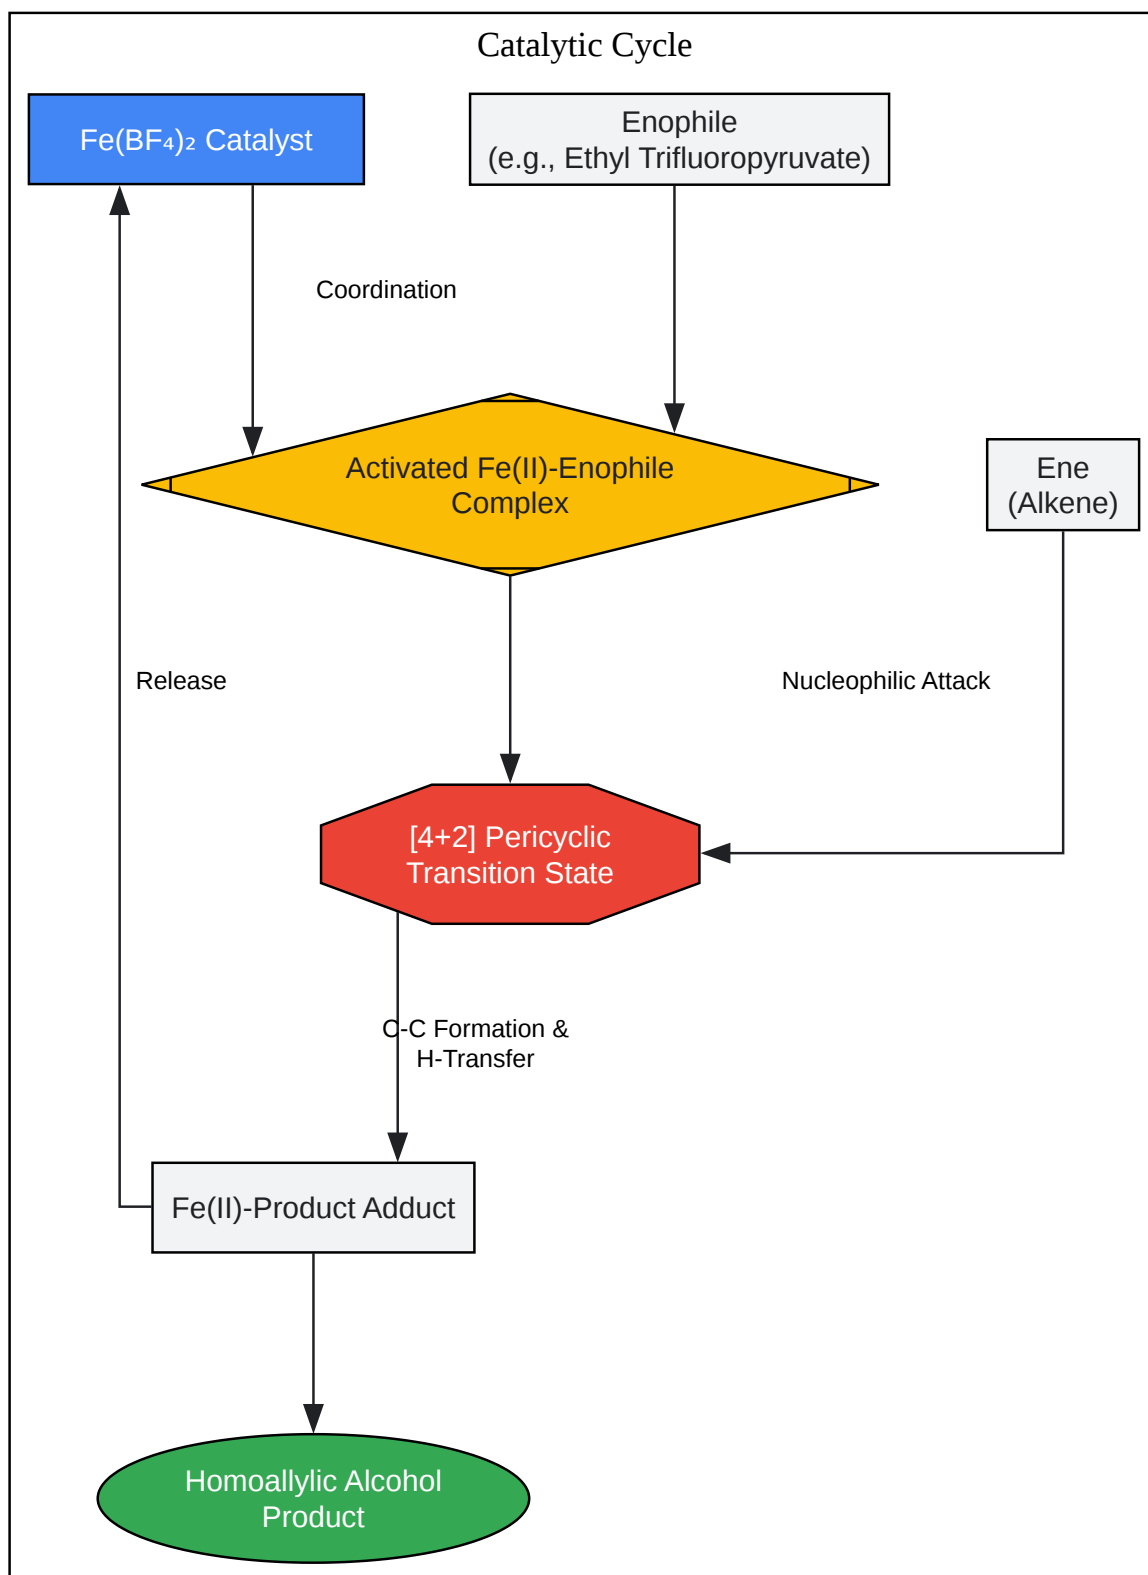 Catalytic Cycle
Fe(BF₄)₂ Catalyst
Enophile
(e.g., Ethyl Trifluoropyruvate)
Coordination
Activated Fe(II)-Enophile
Complex
Ene
(Alkene)
Release
Nucleophilic Attack
[4+2] Pericyclic
Transition State
C-C Formation &
H-Transfer
Fe(II)-Product Adduct
Homoallylic Alcohol
Product